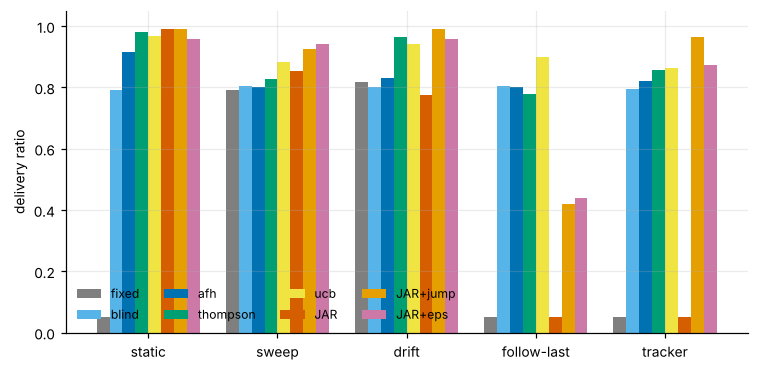 1.0
0.8
0.6
0.4
0.2
0.0
delivery ratio
fixed afh ucb JAR+jump
blind thompson JAR JAR+eps
static sweep drift follow-last tracker